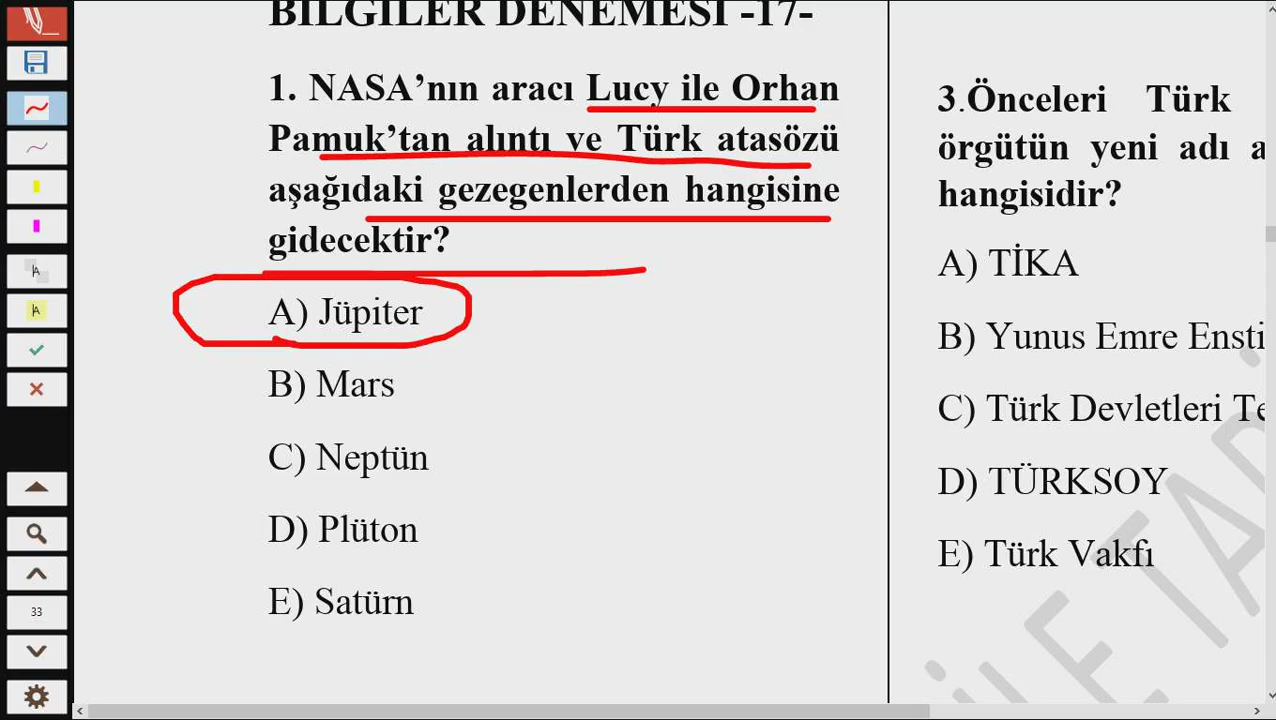 BİLGİLER DENEMESİ -17-
1. NASA’nın aracı Lucy ile Orhan
Pamuk’tan alıntı ve Türk atasözü
aşağıdaki gezegenlerden hangisine
gidecektir?
A) Jüpiter
B) Mars
C) Neptün
D) Plüton
E) Satürn
3.Önceleri Türk
örgütün yeni adı a
hangisidir?
A) TİKA
B) Yunus Emre Ensti
C) Türk Devletleri Te
D) TÜRKSOY
E) Türk Vakfı
İLE TARİ
33